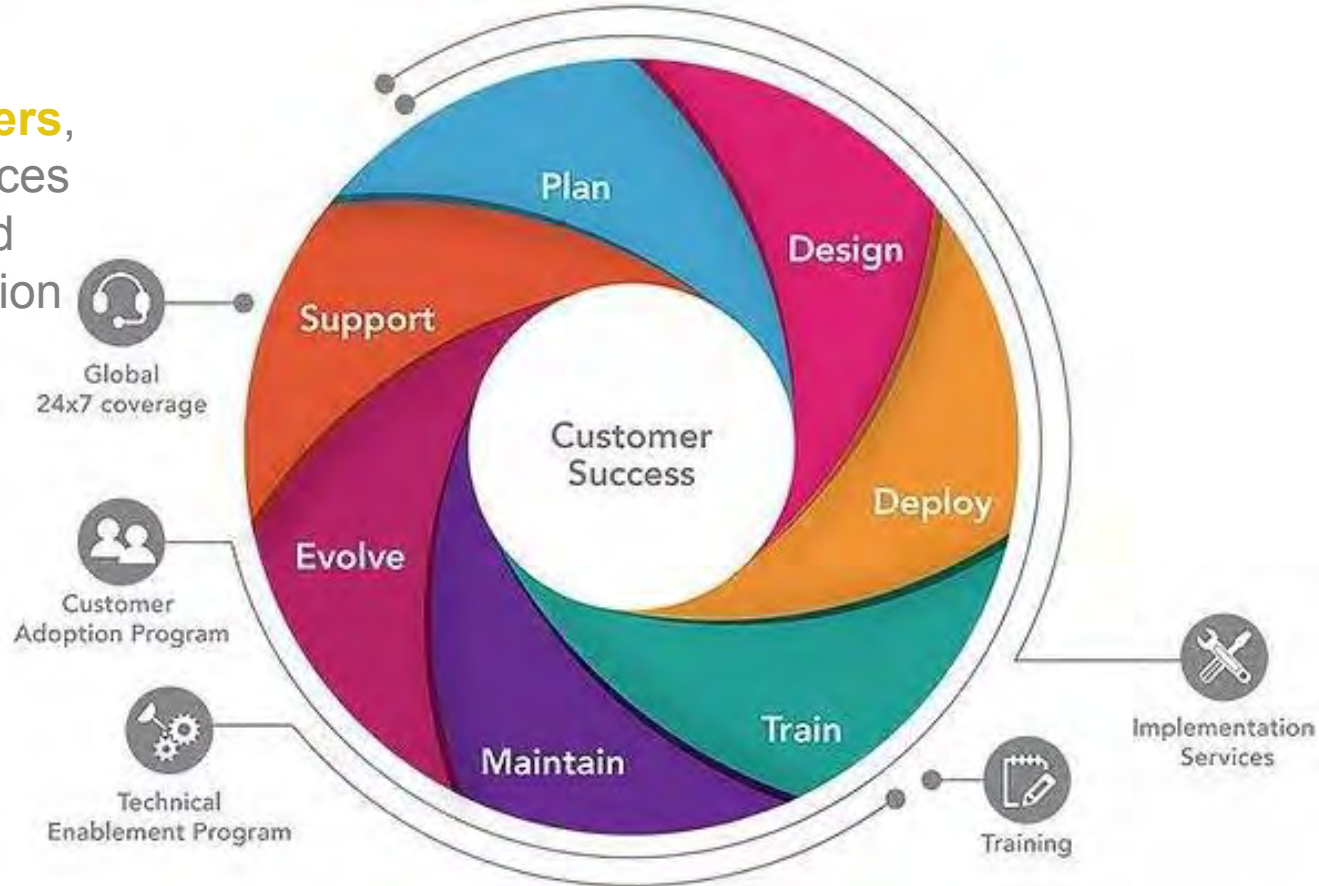 ers,
ces
d
ion
Plan
Design
Support
Global
24x7 coverage
Customer
Success
Deploy
Evolve
Customer
Adoption Program
Train
Implementation
Services
Maintain
Technical
Enablement Program
Training